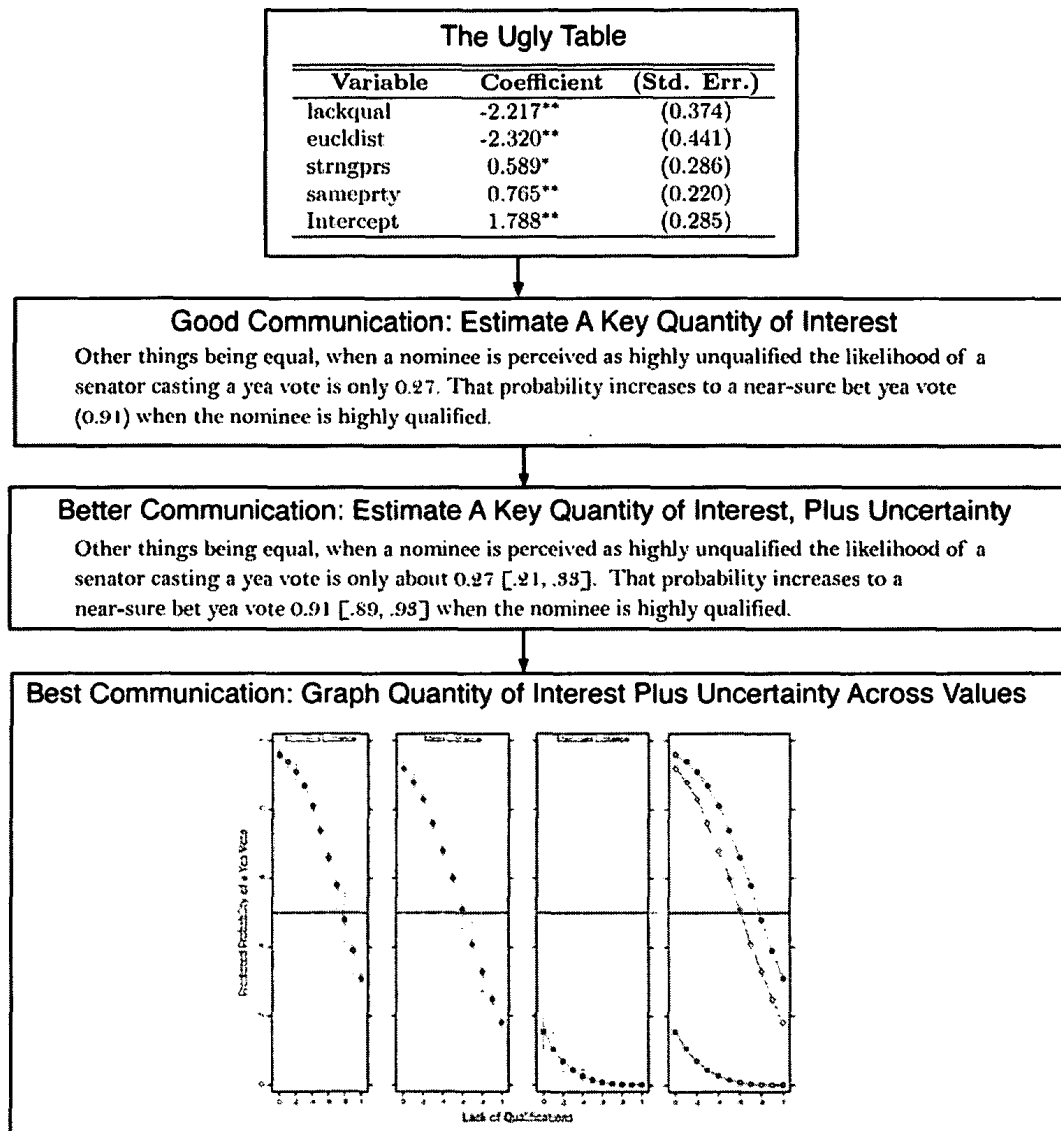 The Ugly Table
Variable Coefficient (Std. Err.)
lackqual -2.217** (0.374)
eucldist -2.320** (0.441)
strngprs 0.589* (0.286)
sameprty 0.765** (0.220)
Intercept 1.788** (0.285)
Good Communication: Estimate A Key Quantity of Interest
Other things being equal, when a nominee is perceived as highly unqualified the likelihood of a
senator casting a yea vote is only 0.27. That probability increases to a near-sure bet yea vote
(0.91) when the nominee is highly qualified.
Better Communication: Estimate A Key Quantity of Interest, Plus Uncertainty
Other things being equal, when a nominee is perceived as highly unqualified the likelihood of a
senator casting a yea vote is only about 0.27 [.21, .33]. That probability increases to a
near-sure bet yea vote 0.91 [.89, .93] when the nominee is highly qualified.
Best Communication: Graph Quantity of Interest Plus Uncertainty Across Values
Predicted Probability of a Yea Vote
Lack of Qualifications